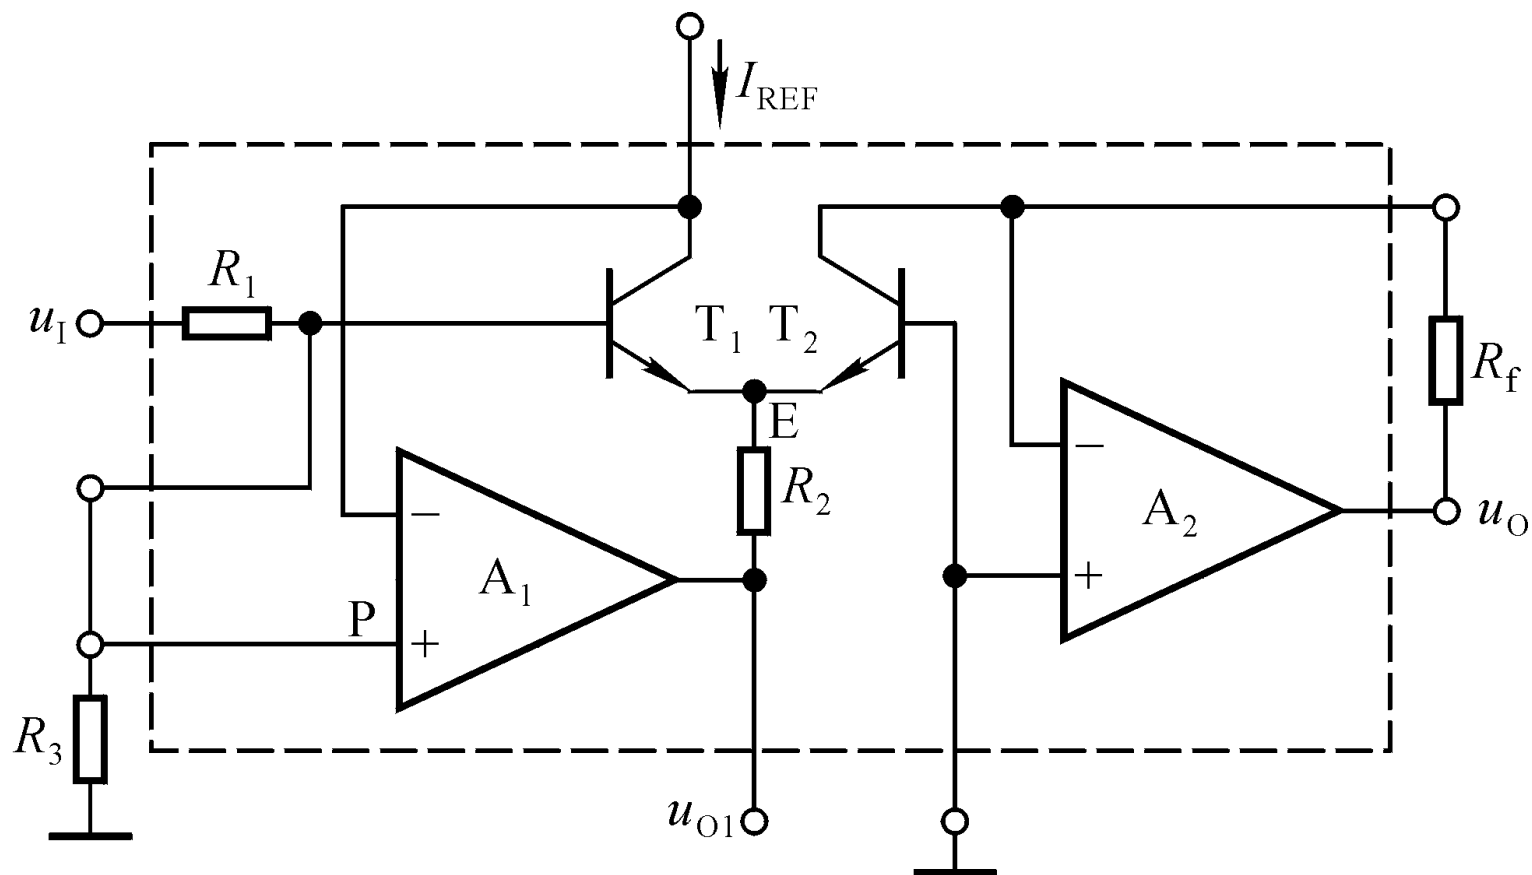 I_REF
R_1
u_I
T_1 T_2
R_f
E
R_2
−
−
A_2
u_O
A_1
+
P
+
R_3
u_O1